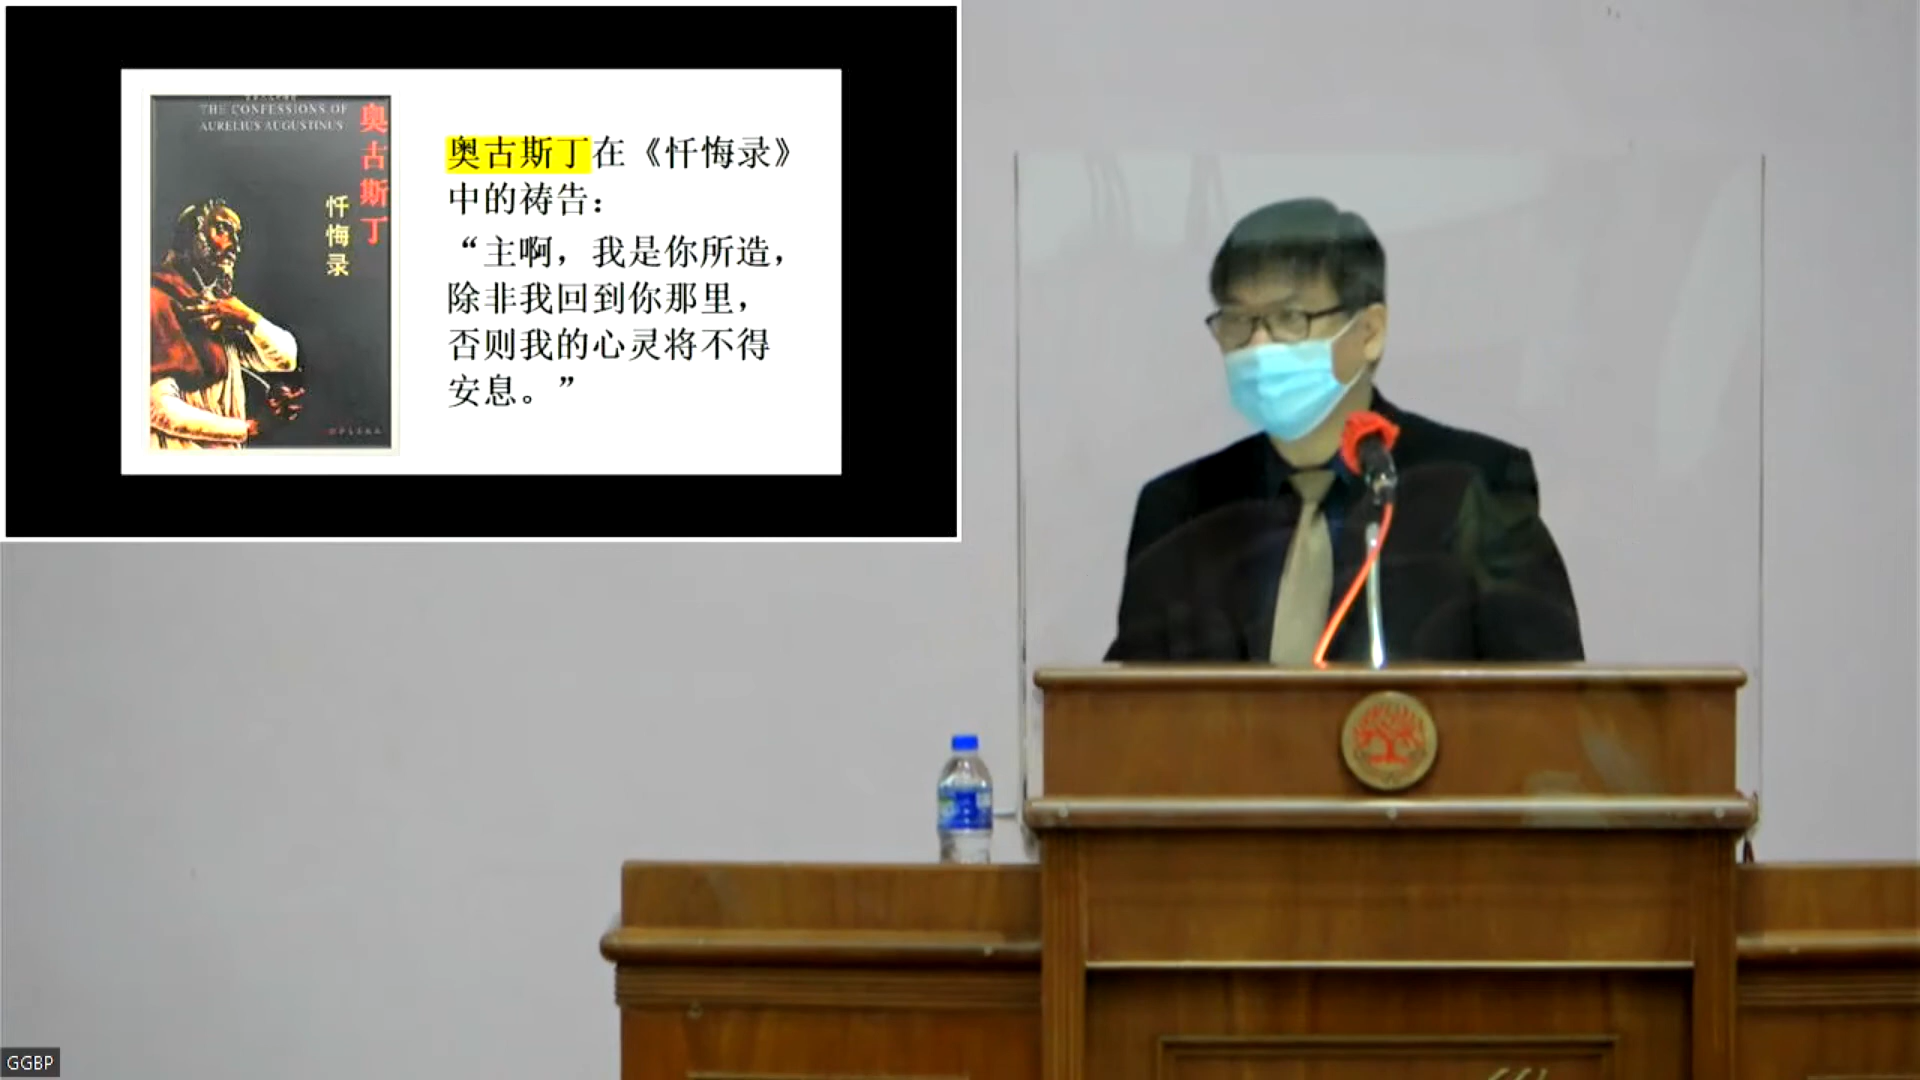 THE CONFESSIONS OF
AURELIUS AUGUSTINUS
奥古斯丁
忏悔录
奥古斯丁在《忏悔录》
中的祷告：
“主啊，我是你所造，
除非我回到你那里，
否则我的心灵将不得
安息。”
GGBP